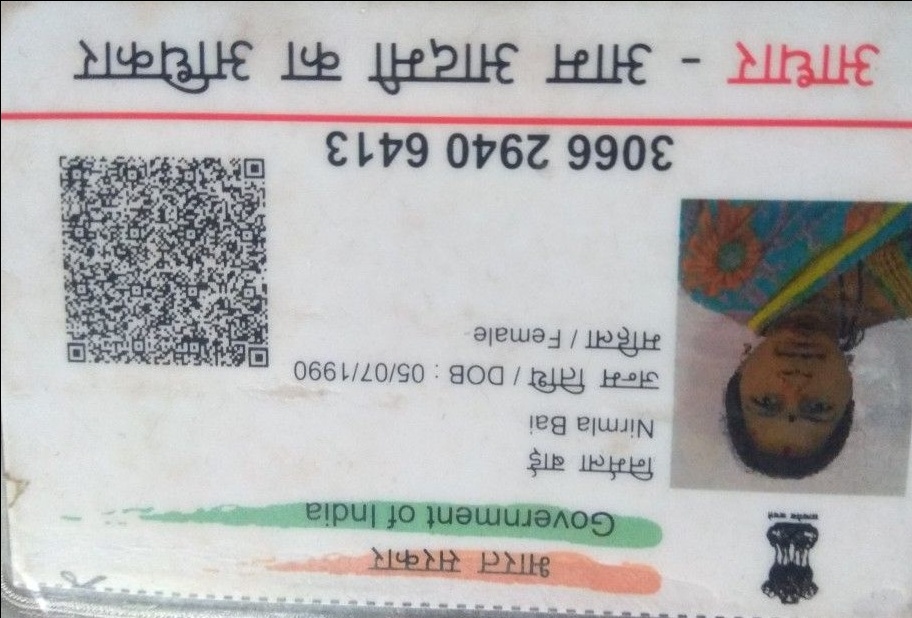 भारत सरकार
Government of India
निर्मला बाई
Nirmla Bai
जन्म तिथि / DOB : 05/07/1990
महिला / Female
3066 2940 6413
आधार - आम आदमी का अधिकार